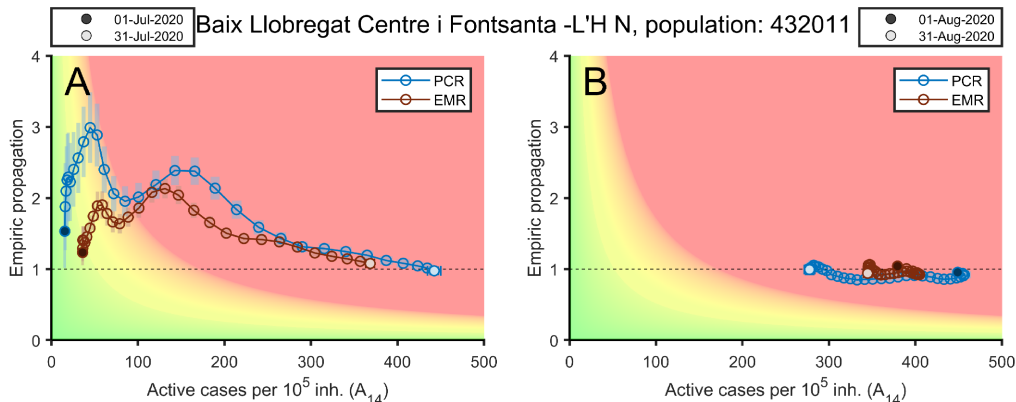 01-Jul-2020
31-Jul-2020
Baix Llobregat Centre i Fontsanta -L'H N, population: 432011
01-Aug-2020
31-Aug-2020
A
PCR
EMR
Empiric propagation
4
3
2
1
0
0 100 200 300 400 500
Active cases per 10⁵ inh. (A₁₄)
B
PCR
EMR
Empiric propagation
4
3
2
1
0
0 100 200 300 400 500
Active cases per 10⁵ inh. (A₁₄)